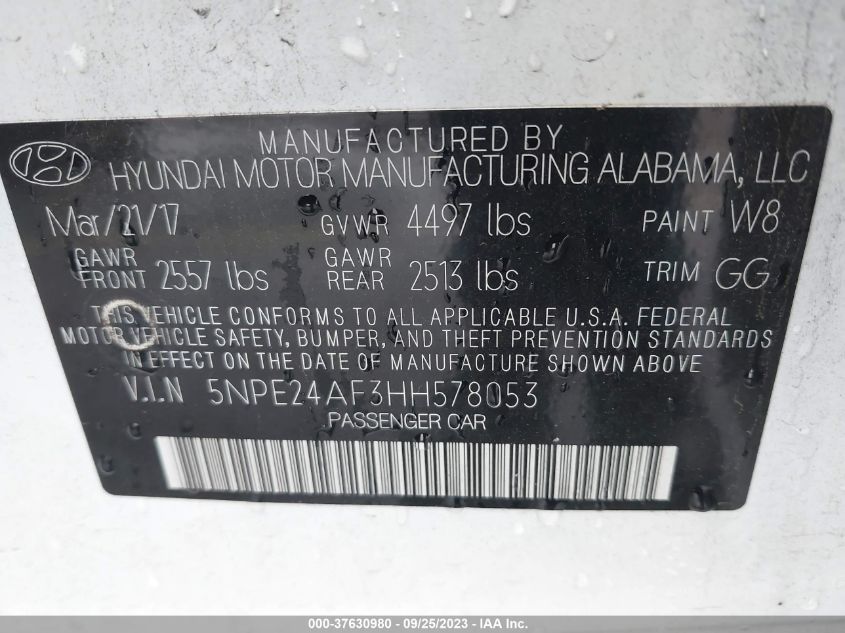 MANUFACTURED BY
HYUNDAI MOTOR MANUFACTURING ALABAMA, LLC
Mar/21/17 GVWR 4497 lbs PAINT W8
GAWR FRONT 2557 lbs GAWR REAR 2513 lbs TRIM GG
THIS VEHICLE CONFORMS TO ALL APPLICABLE U.S.A. FEDERAL
MOTOR VEHICLE SAFETY, BUMPER, AND THEFT PREVENTION STANDARDS
IN EFFECT ON THE DATE OF MANUFACTURE SHOWN ABOVE
V.I.N 5NPE24AF3HH578053
PASSENGER CAR
000-37630980 - 09/25/2023 - IAA Inc.